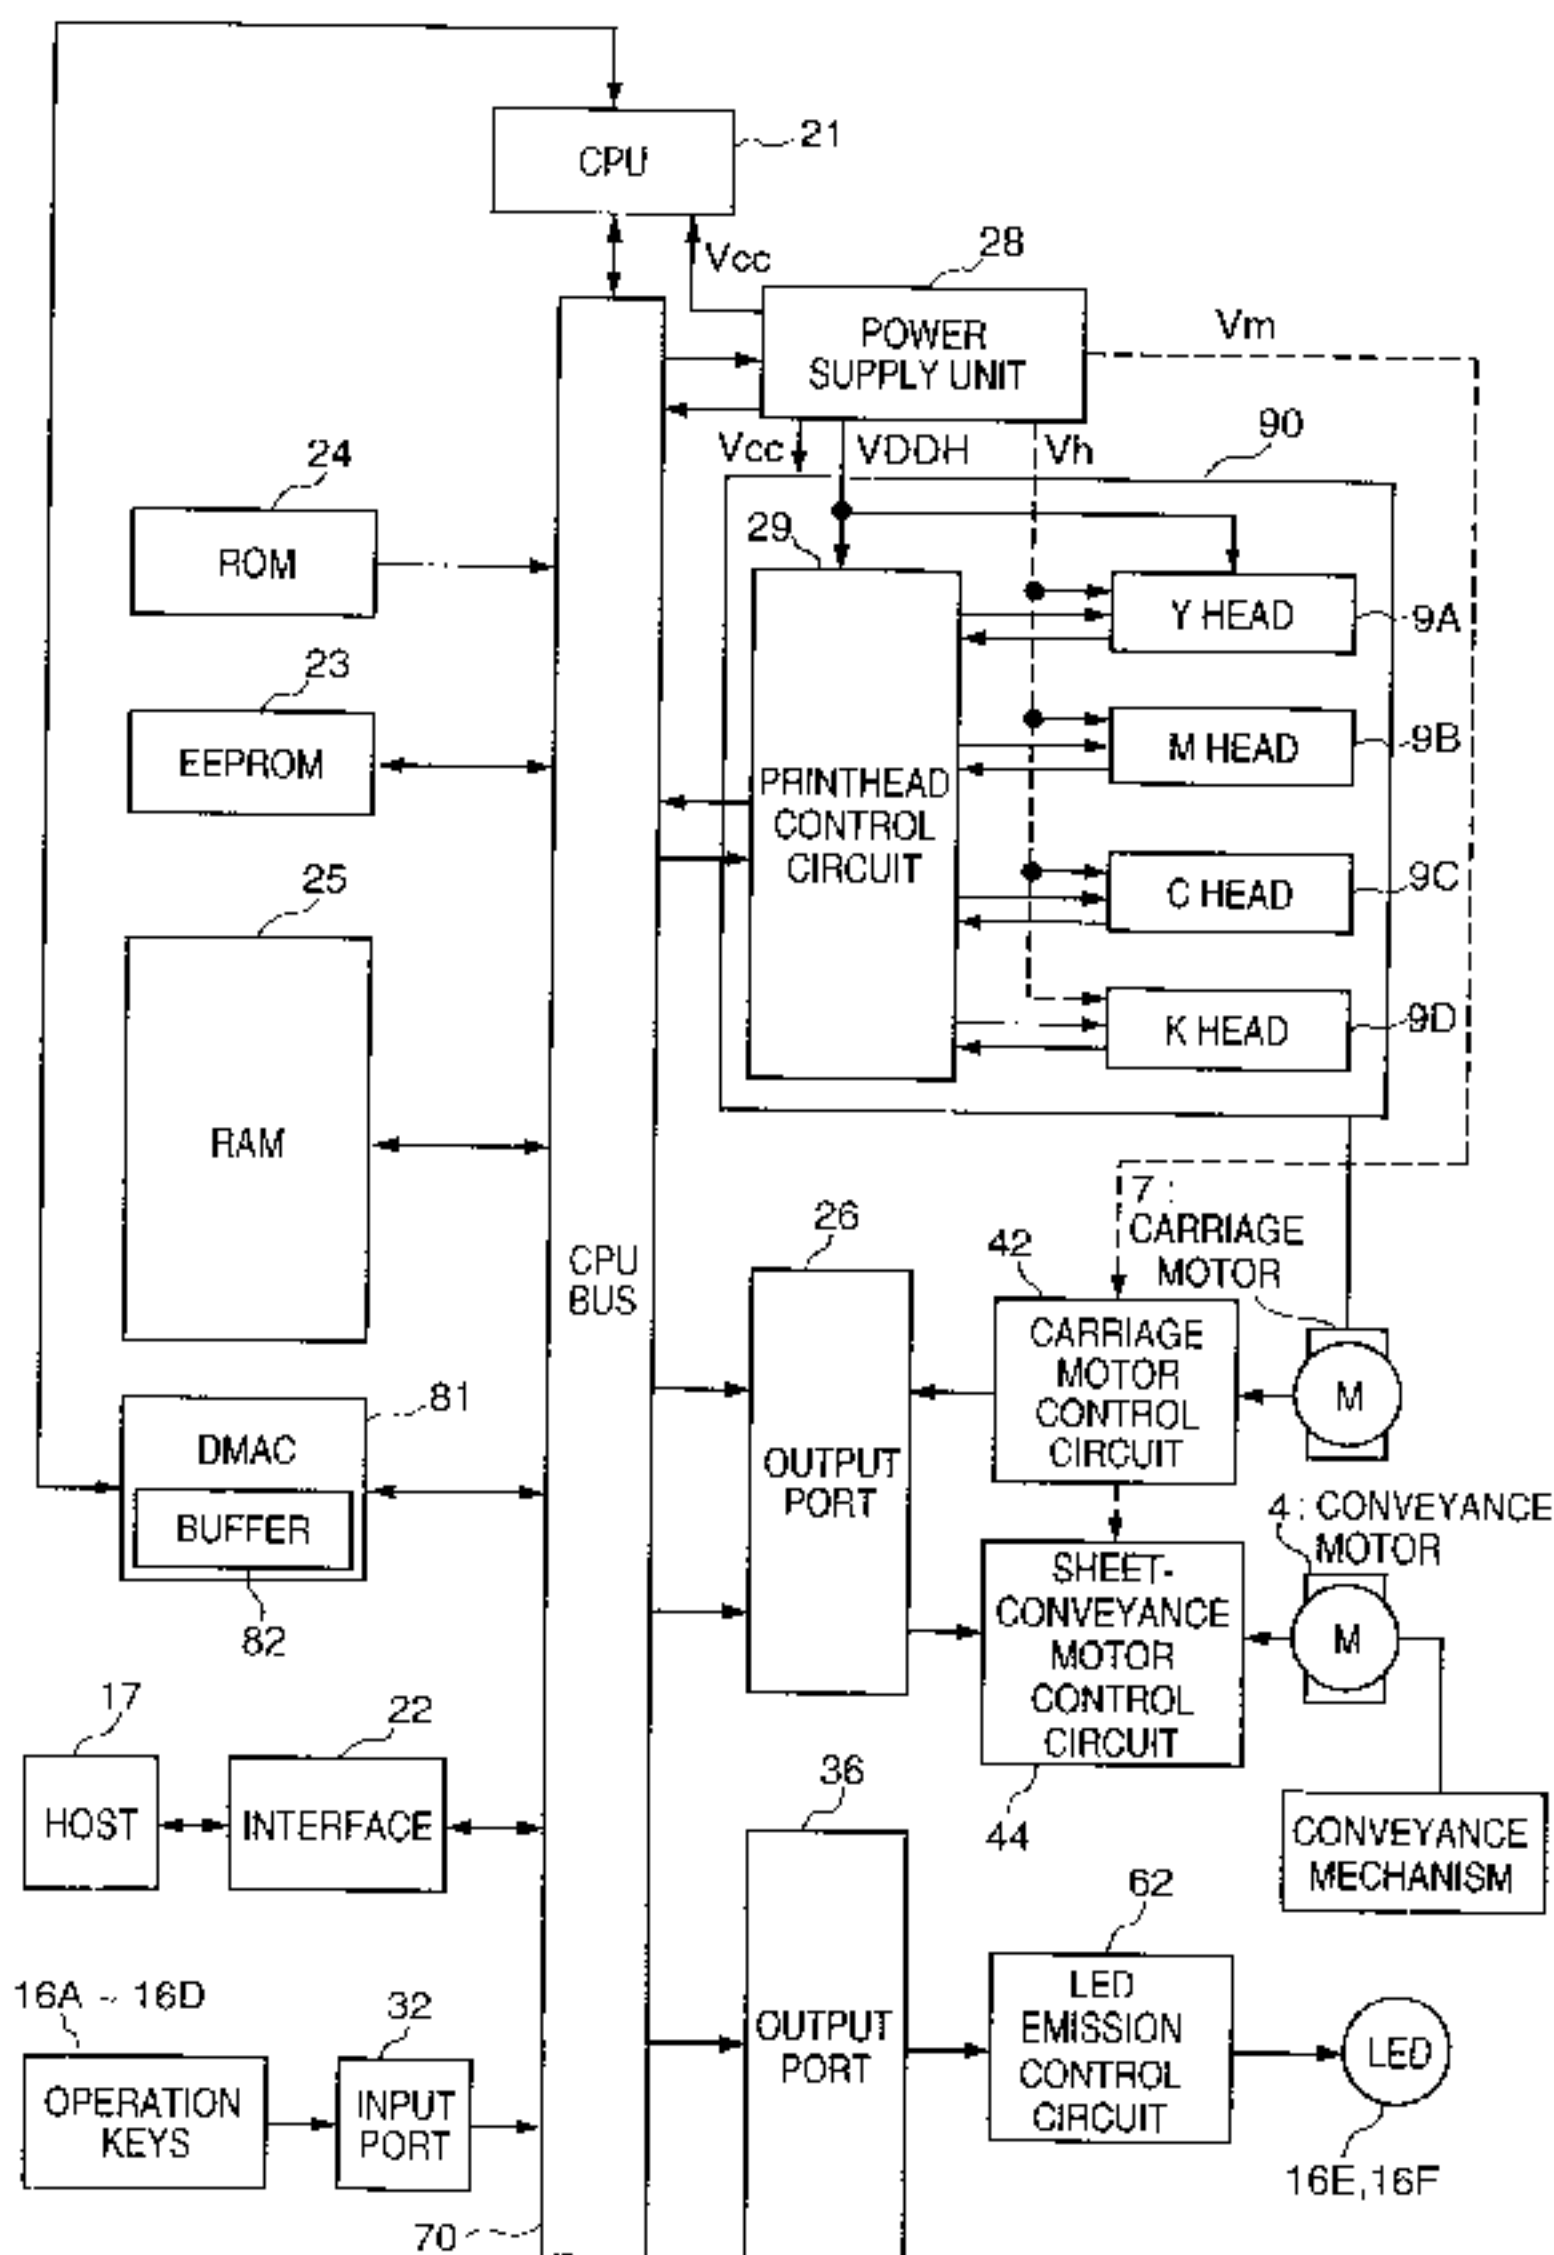 CPU
21
Vcc
28
POWER
SUPPLY UNIT
Vm
Vcc
VDDH
Vh
90
24
ROM
29
Y HEAD
9A
23
EEPROM
M HEAD
9B
PRINTHEAD
CONTROL
CIRCUIT
25
C HEAD
9C
K HEAD
9D
RAM
CPU
BUS
26
42
7 :
CARRIAGE
MOTOR
CARRIAGE
MOTOR
CONTROL
CIRCUIT
M
81
DMAC
BUFFER
82
OUTPUT
PORT
4 : CONVEYANCE
MOTOR
SHEET-
CONVEYANCE
MOTOR
CONTROL
CIRCUIT
M
44
17
HOST
22
INTERFACE
36
CONVEYANCE
MECHANISM
62
16A ~ 16D
OPERATION
KEYS
32
INPUT
PORT
OUTPUT
PORT
LED
EMISSION
CONTROL
CIRCUIT
LED
16E,16F
70